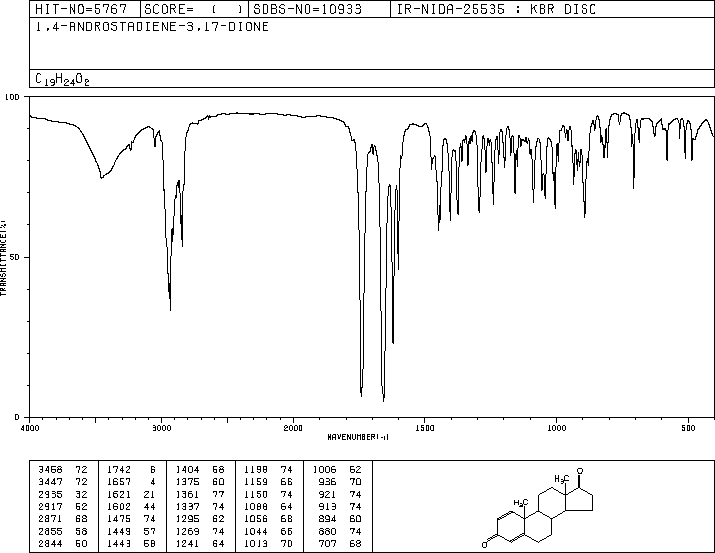 HIT-NO=5767 SCORE= ( ) SDBS-NO=10933 IR-NIDA-25535 : KBR DISC
1,4-ANDROSTADIENE-3,17-DIONE
C19H24O2
100
50
0
TRANSMITTANCE(%)
4000 3000 2000 1500 1000 500
WAVENUMBER(-1)
3468 72 1742 6 1404 68 1198 74 1006 62
3447 72 1657 4 1375 60 1159 66 936 70
2935 32 1621 21 1361 77 1150 74 921 74
2917 52 1602 44 1337 74 1088 64 913 74
2871 68 1475 74 1295 62 1056 68 894 60
2855 58 1449 57 1269 74 1044 66 880 74
2844 60 1443 58 1241 64 1013 70 707 68
O
H3C
H3C
O